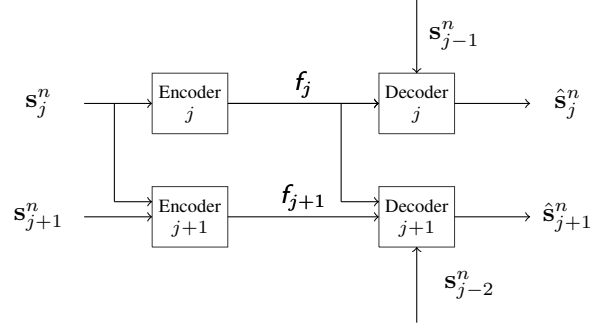 s_{j−1}^n
s_j^n
Encoder
j
f_j
Decoder
j
ŝ_j^n
s_{j+1}^n
Encoder
j+1
f_{j+1}
Decoder
j+1
ŝ_{j+1}^n
s_{j−2}^n